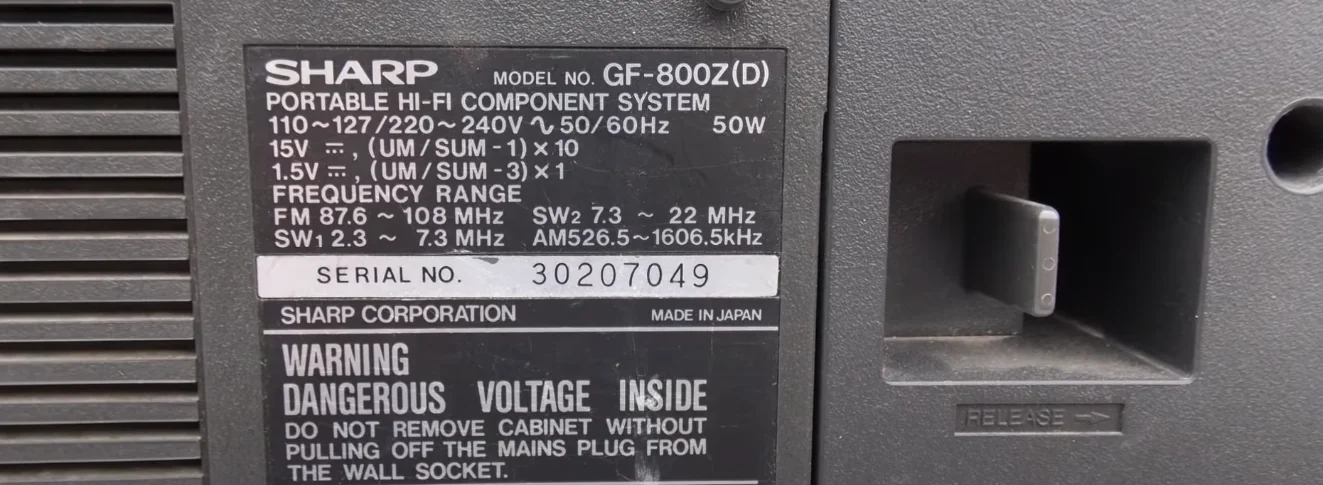 SHARP MODEL NO. GF-800Z(D)
PORTABLE HI-FI COMPONENT SYSTEM
110~127/220~240V ∿ 50/60Hz 50W
15V ⎓, (UM/SUM-1)×10
1.5V ⎓, (UM/SUM-3)×1
FREQUENCY RANGE
FM 87.6 ~ 108 MHz SW2 7.3 ~ 22 MHz
SW1 2.3 ~ 7.3 MHz AM526.5~1606.5kHz
SERIAL NO. 30207049
SHARP CORPORATION MADE IN JAPAN
WARNING
DANGEROUS VOLTAGE INSIDE
DO NOT REMOVE CABINET WITHOUT
PULLING OFF THE MAINS PLUG FROM
THE WALL SOCKET.
RELEASE →